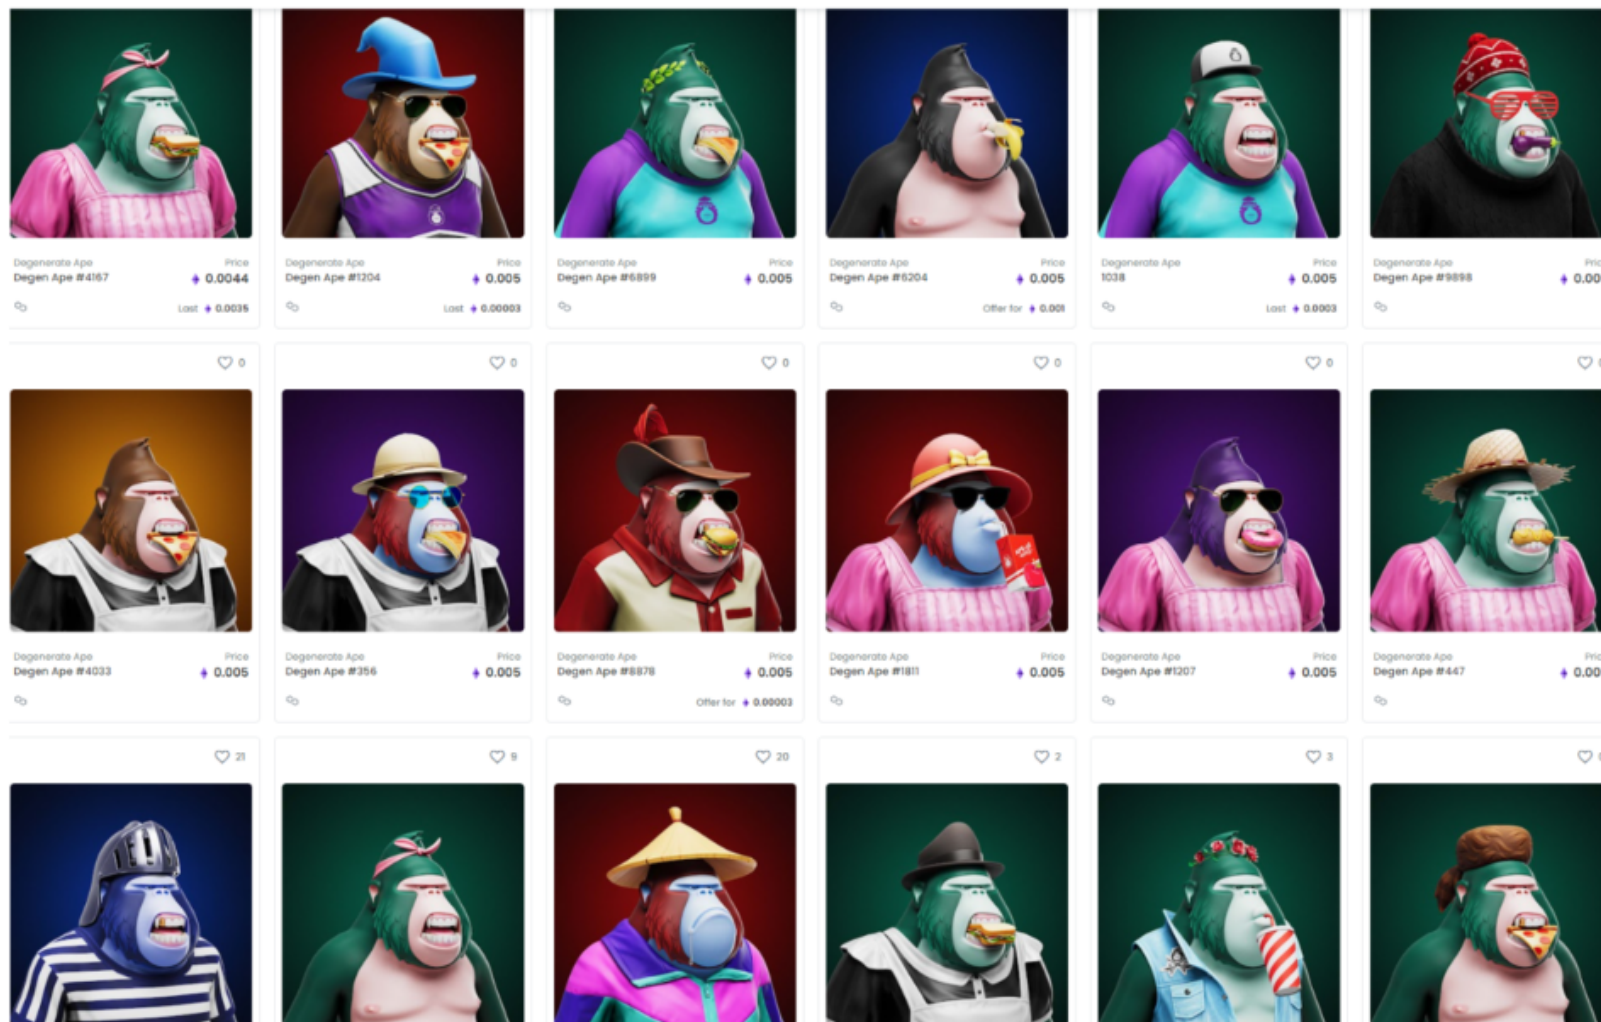 Degenerate Ape Price
Degen Ape #4167 0.0044
Last 0.0035
Degenerate Ape Price
Degen Ape #1204 0.005
Last 0.00003
Degenerate Ape Price
Degen Ape #6899 0.005
Degenerate Ape Price
Degen Ape #6204 0.005
Offer for 0.001
Degenerate Ape Price
1038 0.005
Last 0.0003
Degenerate Ape Pric
Degen Ape #9898 0.00
0
0
0
0
0
Degenerate Ape Price
Degen Ape #4033 0.005
Degenerate Ape Price
Degen Ape #356 0.005
Degenerate Ape Price
Degen Ape #8878 0.005
Offer for 0.00003
Degenerate Ape Price
Degen Ape #1811 0.005
Degenerate Ape Price
Degen Ape #1207 0.005
Degenerate Ape Pric
Degen Ape #447 0.00
21
9
20
2
3